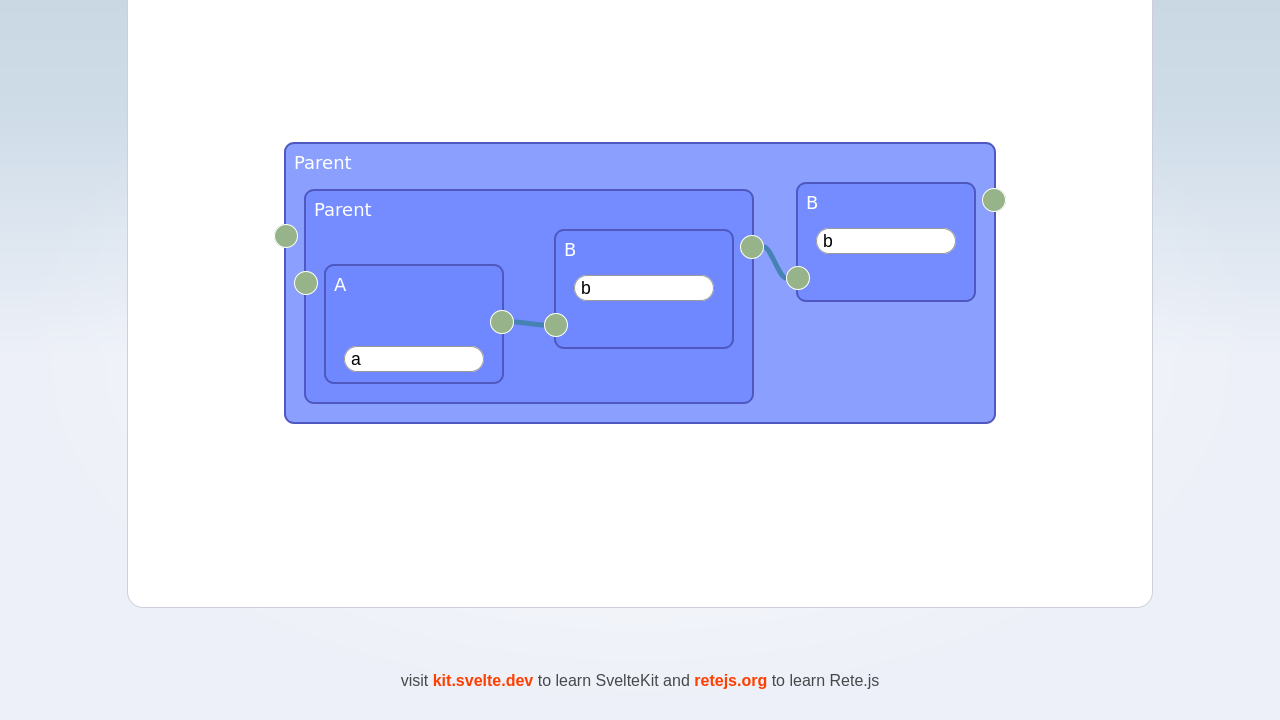 Parent
Parent
A
a
B
b
B
b
visit kit.svelte.dev to learn SvelteKit and retejs.org to learn Rete.js